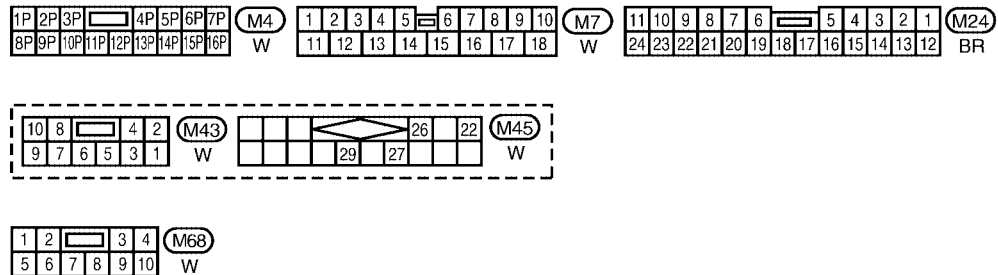 1P 2P 3P 4P 5P 6P 7P M4 1 2 3 4 5 6 7 8 9 10 M7 11 10 9 8 7 6 5 4 3 2 1 M24
8P 9P 10P 11P 12P 13P 14P 15P 16P W 11 12 13 14 15 16 17 18 W 24 23 22 21 20 19 18 17 16 15 14 13 12 BR
10 8 4 2 M43 26 22 M45
9 7 6 5 3 1 W 29 27 W
1 2 3 4 M68
5 6 7 8 9 10 W